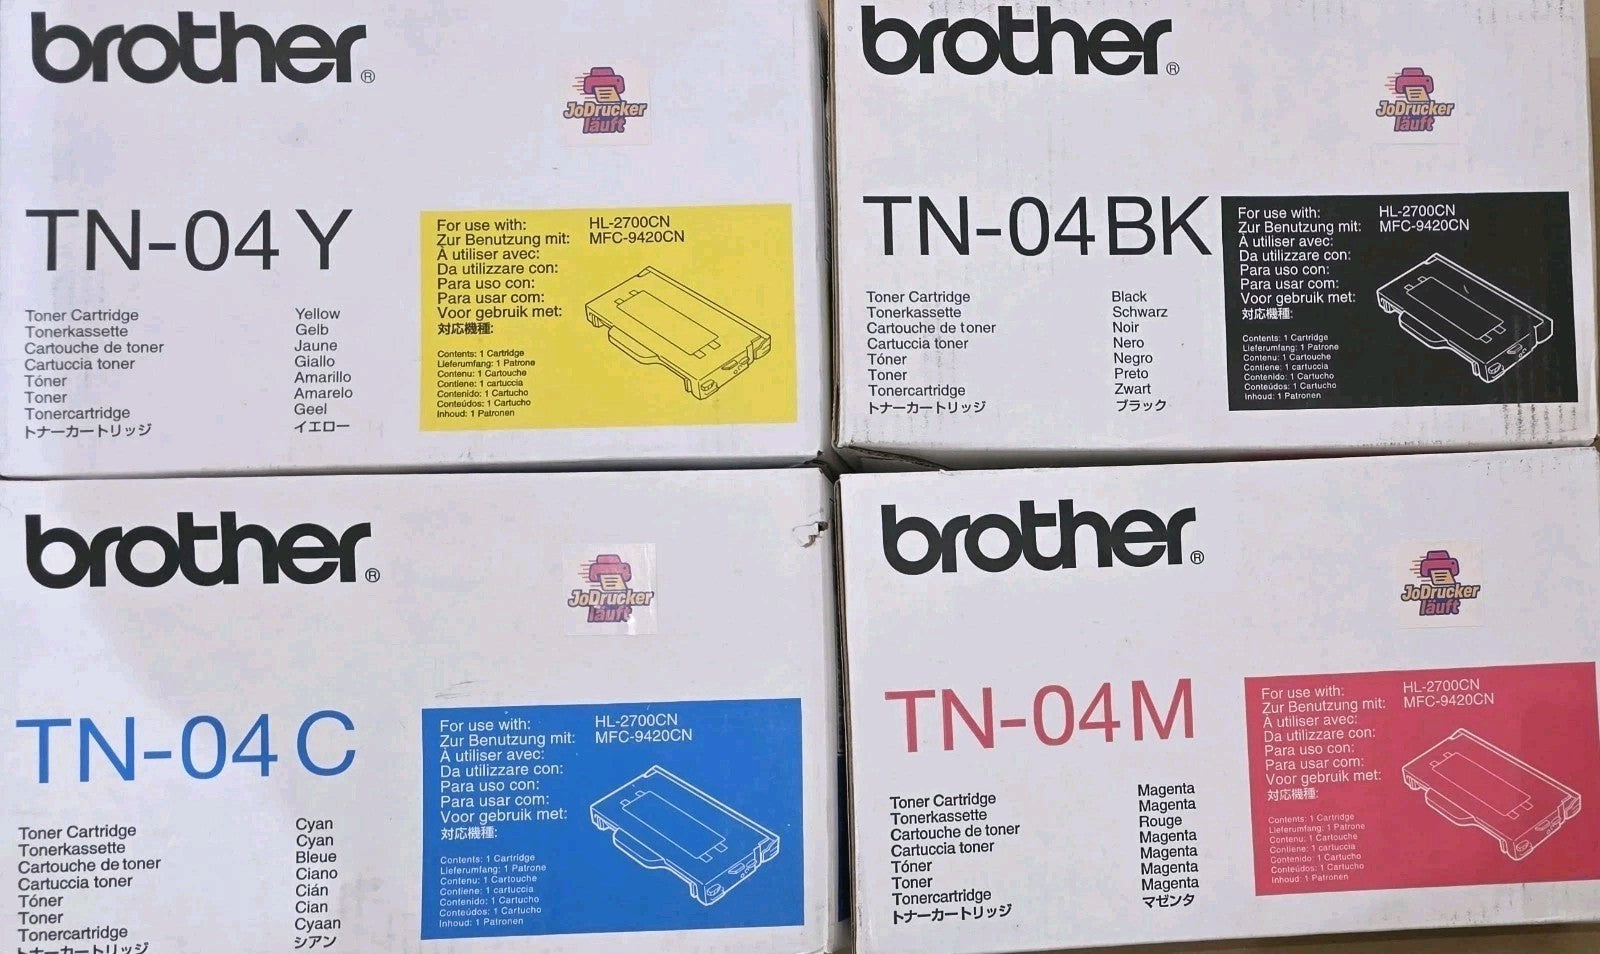 brother®
JoDrucker
läuft
TN-04 Y
For use with:
Zur Benutzung mit:
À utiliser avec:
Da utilizzare con:
Para uso con:
Para usar com:
Voor gebruik met:
対応機種:
HL-2700CN
MFC-9420CN
Contents: 1 Cartridge
Lieferumfang: 1 Patrone
Contenu: 1 Cartouche
Contiene: 1 cartuccia
Contenido: 1 Cartucho
Conteúdos: 1 Cartucho
Inhoud: 1 Patronen
Toner Cartridge Yellow
Tonerkassette Gelb
Cartouche de toner Jaune
Cartuccia toner Giallo
Tóner Amarillo
Toner Amarelo
Tonercartridge Geel
トナーカートリッジ イエロー
brother®
JoDrucker
läuft
TN-04BK
For use with:
Zur Benutzung mit:
À utiliser avec:
Da utilizzare con:
Para uso con:
Para usar com:
Voor gebruik met:
対応機種:
HL-2700CN
MFC-9420CN
Contents: 1 Cartridge
Lieferumfang: 1 Patrone
Contenu: 1 Cartouche
Contiene: 1 cartuccia
Contenido: 1 Cartucho
Conteúdos: 1 Cartucho
Inhoud: 1 Patronen
Toner Cartridge Black
Tonerkassette Schwarz
Cartouche de toner Noir
Cartuccia toner Nero
Tóner Negro
Toner Preto
Tonercartridge Zwart
トナーカートリッジ ブラック
brother®
JoDrucker
läuft
TN-04 C
For use with:
Zur Benutzung mit:
À utiliser avec:
Da utilizzare con:
Para uso con:
Para usar com:
Voor gebruik met:
対応機種:
HL-2700CN
MFC-9420CN
Contents: 1 Cartridge
Lieferumfang: 1 Patrone
Contenu: 1 Cartouche
Contiene: 1 cartuccia
Contenido: 1 Cartucho
Conteúdos: 1 Cartucho
Inhoud: 1 Patronen
Toner Cartridge Cyan
Tonerkassette Cyan
Cartouche de toner Bleue
Cartuccia toner Ciano
Tóner Cián
Toner Cian
Tonercartridge Cyaan
トナーカートリッジ シアン
brother®
JoDrucker
läuft
TN-04M
For use with:
Zur Benutzung mit:
À utiliser avec:
Da utilizzare con:
Para uso con:
Para usar com:
Voor gebruik met:
対応機種:
HL-2700CN
MFC-9420CN
Contents: 1 Cartridge
Lieferumfang: 1 Patrone
Contenu: 1 Cartouche
Contiene: 1 cartuccia
Contenido: 1 Cartucho
Conteúdos: 1 Cartucho
Inhoud: 1 Patronen
Toner Cartridge Magenta
Tonerkassette Magenta
Cartouche de toner Rouge
Cartuccia toner Magenta
Tóner Magenta
Toner Magenta
Tonercartridge Magenta
トナーカートリッジ マゼンタ